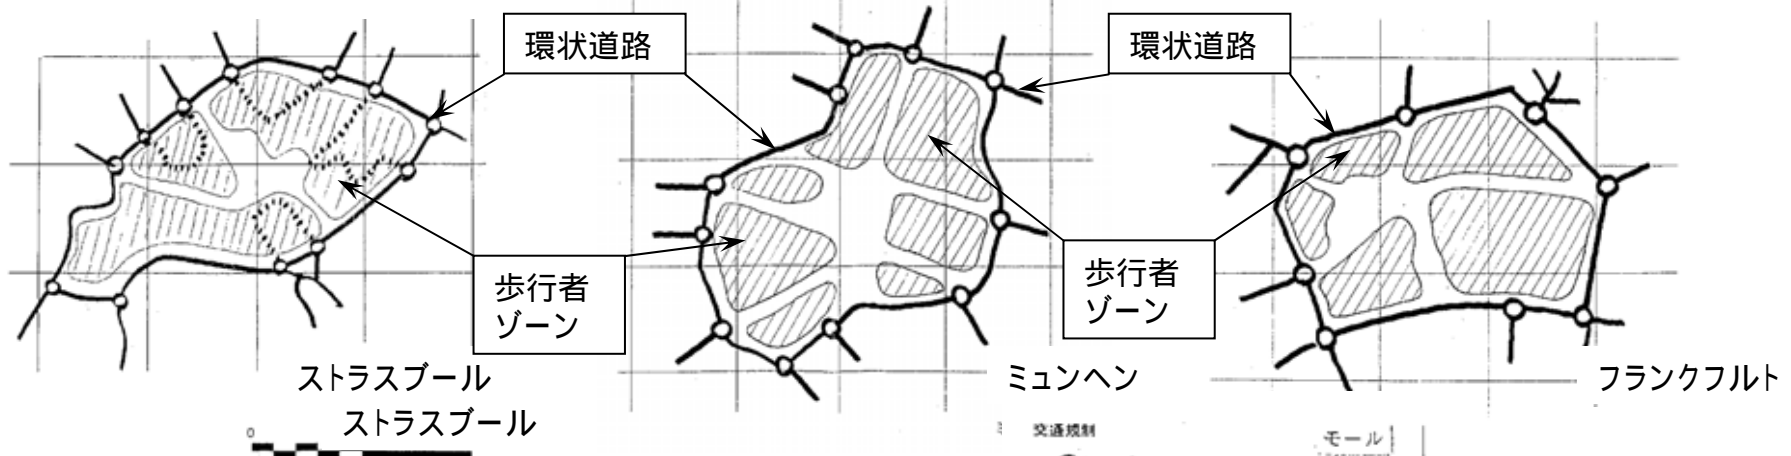 環状道路
環状道路
歩行者
ゾーン
歩行者
ゾーン
ストラスブール
ミュンヘン
フランクフルト
ストラスブール
0
交通規制
モール